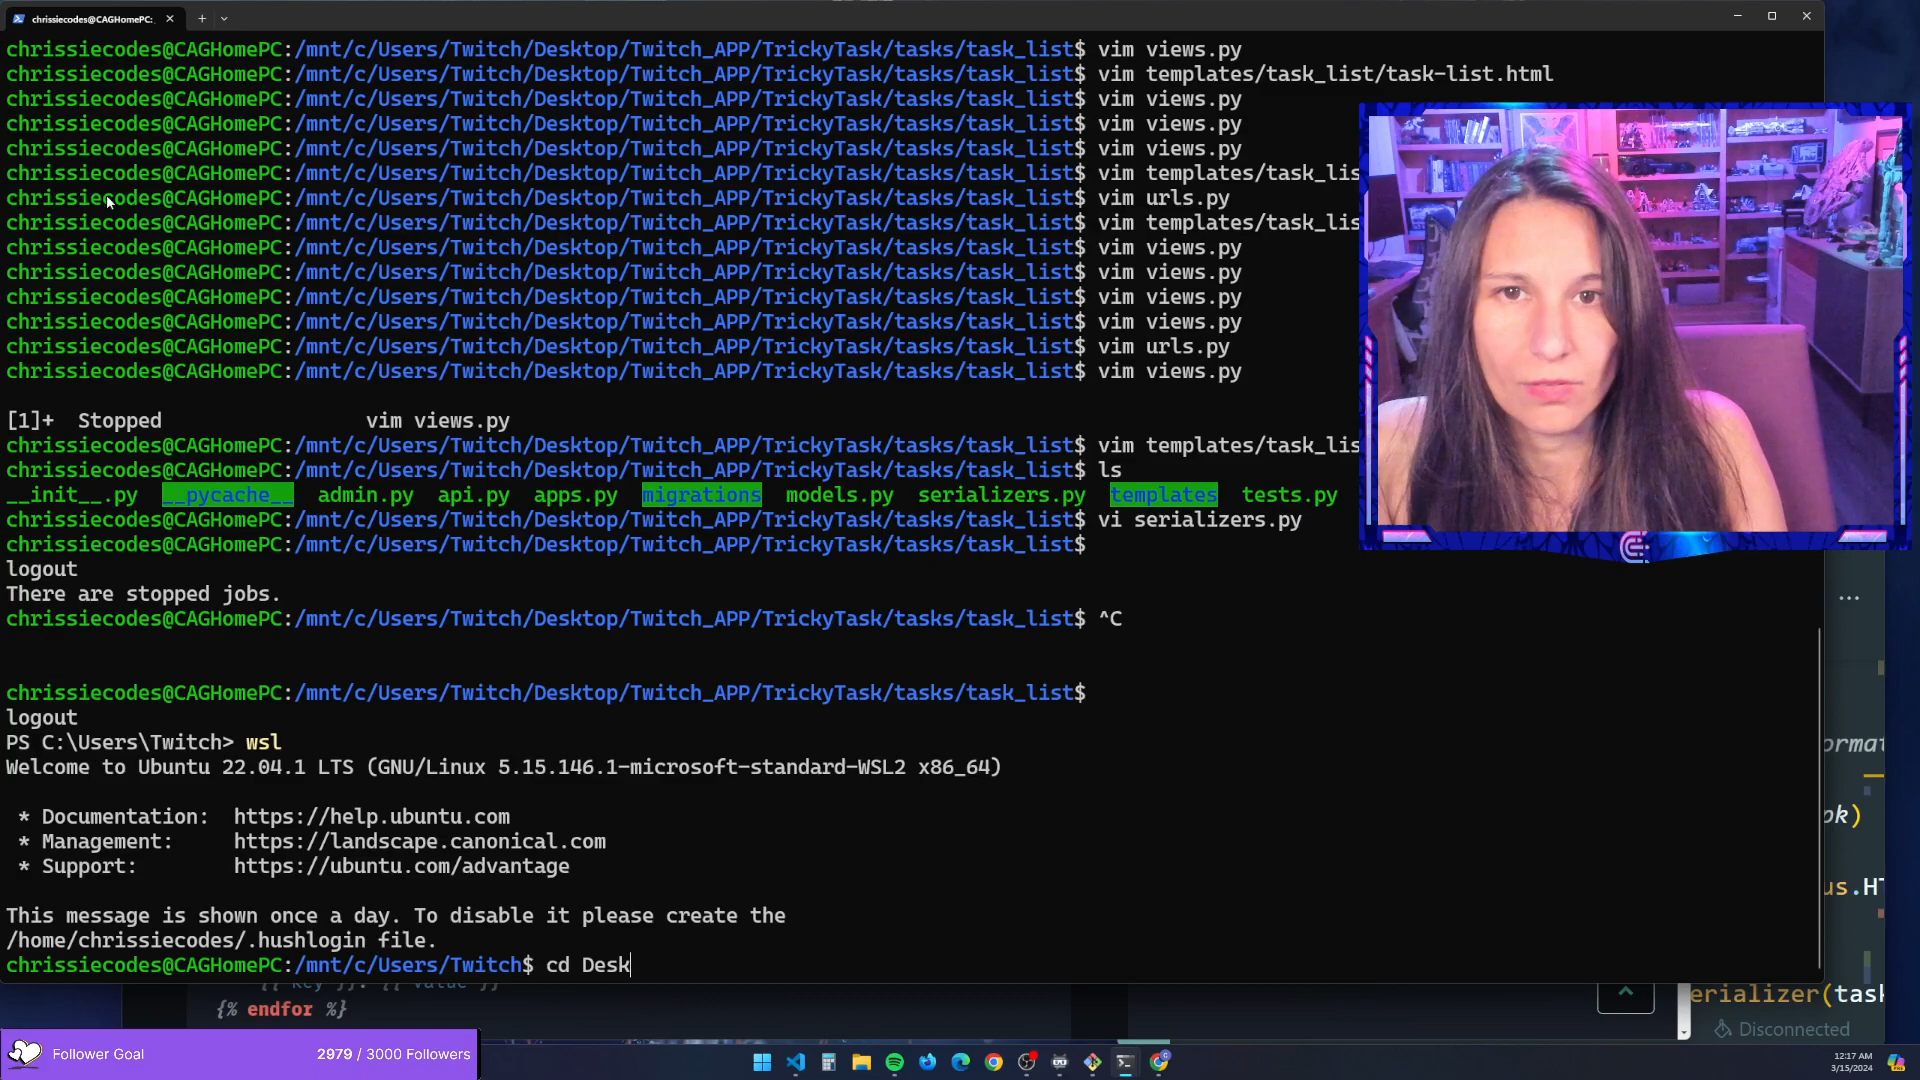 chrissiecodes@CAGHomePC:
chrissiecodes@CAGHomePC:/mnt/c/Users/Twitch/Desktop/Twitch_APP/TrickyTask/tasks/task_list$ vim views.py
chrissiecodes@CAGHomePC:/mnt/c/Users/Twitch/Desktop/Twitch_APP/TrickyTask/tasks/task_list$ vim templates/task_list/task-list.html
chrissiecodes@CAGHomePC:/mnt/c/Users/Twitch/Desktop/Twitch_APP/TrickyTask/tasks/task_list$ vim views.py
chrissiecodes@CAGHomePC:/mnt/c/Users/Twitch/Desktop/Twitch_APP/TrickyTask/tasks/task_list$ vim views.py
chrissiecodes@CAGHomePC:/mnt/c/Users/Twitch/Desktop/Twitch_APP/TrickyTask/tasks/task_list$ vim views.py
chrissiecodes@CAGHomePC:/mnt/c/Users/Twitch/Desktop/Twitch_APP/TrickyTask/tasks/task_list$ vim templates/task_lis
chrissiecodes@CAGHomePC:/mnt/c/Users/Twitch/Desktop/Twitch_APP/TrickyTask/tasks/task_list$ vim urls.py
chrissiecodes@CAGHomePC:/mnt/c/Users/Twitch/Desktop/Twitch_APP/TrickyTask/tasks/task_list$ vim templates/task_lis
chrissiecodes@CAGHomePC:/mnt/c/Users/Twitch/Desktop/Twitch_APP/TrickyTask/tasks/task_list$ vim views.py
chrissiecodes@CAGHomePC:/mnt/c/Users/Twitch/Desktop/Twitch_APP/TrickyTask/tasks/task_list$ vim views.py
chrissiecodes@CAGHomePC:/mnt/c/Users/Twitch/Desktop/Twitch_APP/TrickyTask/tasks/task_list$ vim views.py
chrissiecodes@CAGHomePC:/mnt/c/Users/Twitch/Desktop/Twitch_APP/TrickyTask/tasks/task_list$ vim views.py
chrissiecodes@CAGHomePC:/mnt/c/Users/Twitch/Desktop/Twitch_APP/TrickyTask/tasks/task_list$ vim urls.py
chrissiecodes@CAGHomePC:/mnt/c/Users/Twitch/Desktop/Twitch_APP/TrickyTask/tasks/task_list$ vim views.py
[1]+  Stopped                 vim views.py
chrissiecodes@CAGHomePC:/mnt/c/Users/Twitch/Desktop/Twitch_APP/TrickyTask/tasks/task_list$ vim templates/task_lis
chrissiecodes@CAGHomePC:/mnt/c/Users/Twitch/Desktop/Twitch_APP/TrickyTask/tasks/task_list$ ls
__init__.py  __pycache__  admin.py  api.py  apps.py  migrations  models.py  serializers.py  templates  tests.py
chrissiecodes@CAGHomePC:/mnt/c/Users/Twitch/Desktop/Twitch_APP/TrickyTask/tasks/task_list$ vi serializers.py
chrissiecodes@CAGHomePC:/mnt/c/Users/Twitch/Desktop/Twitch_APP/TrickyTask/tasks/task_list$
logout
There are stopped jobs.
chrissiecodes@CAGHomePC:/mnt/c/Users/Twitch/Desktop/Twitch_APP/TrickyTask/tasks/task_list$ ^C
chrissiecodes@CAGHomePC:/mnt/c/Users/Twitch/Desktop/Twitch_APP/TrickyTask/tasks/task_list$
logout
PS C:\Users\Twitch> wsl
Welcome to Ubuntu 22.04.1 LTS (GNU/Linux 5.15.146.1-microsoft-standard-WSL2 x86_64)
* Documentation:  https://help.ubuntu.com
* Management:     https://landscape.canonical.com
* Support:        https://ubuntu.com/advantage
This message is shown once a day. To disable it please create the
/home/chrissiecodes/.hushlogin file.
chrissiecodes@CAGHomePC:/mnt/c/Users/Twitch$ cd Desk
{% endfor %}
ormat
ok)
us.HT
erializer(task
Disconnected
Follower Goal 2979 / 3000 Followers
12:17 AM
3/15/2024